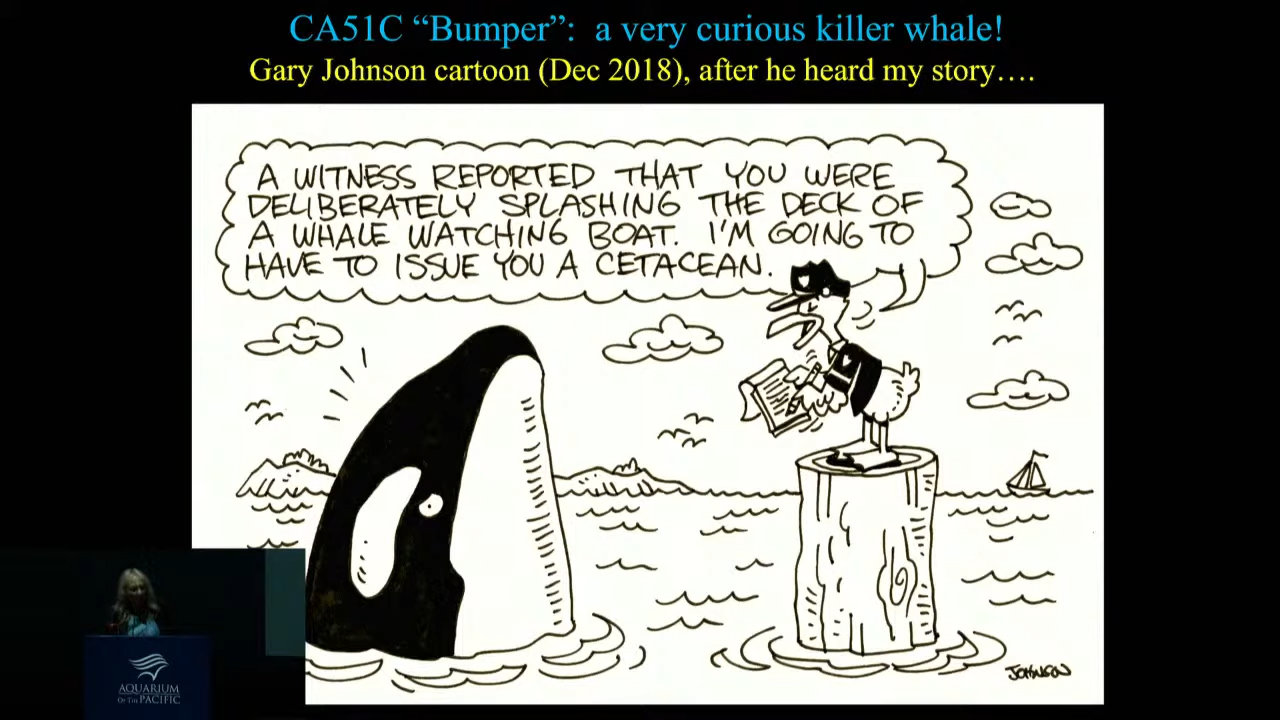 CA51C “Bumper”: a very curious killer whale!
Gary Johnson cartoon (Dec 2018), after he heard my story….
A WITNESS REPORTED THAT YOU WERE
DELIBERATELY SPLASHING THE DECK OF
A WHALE WATCHING BOAT. I'M GOING TO
HAVE TO ISSUE YOU A CETACEAN.
JOHNSON
AQUARIUM
OF THE PACIFIC